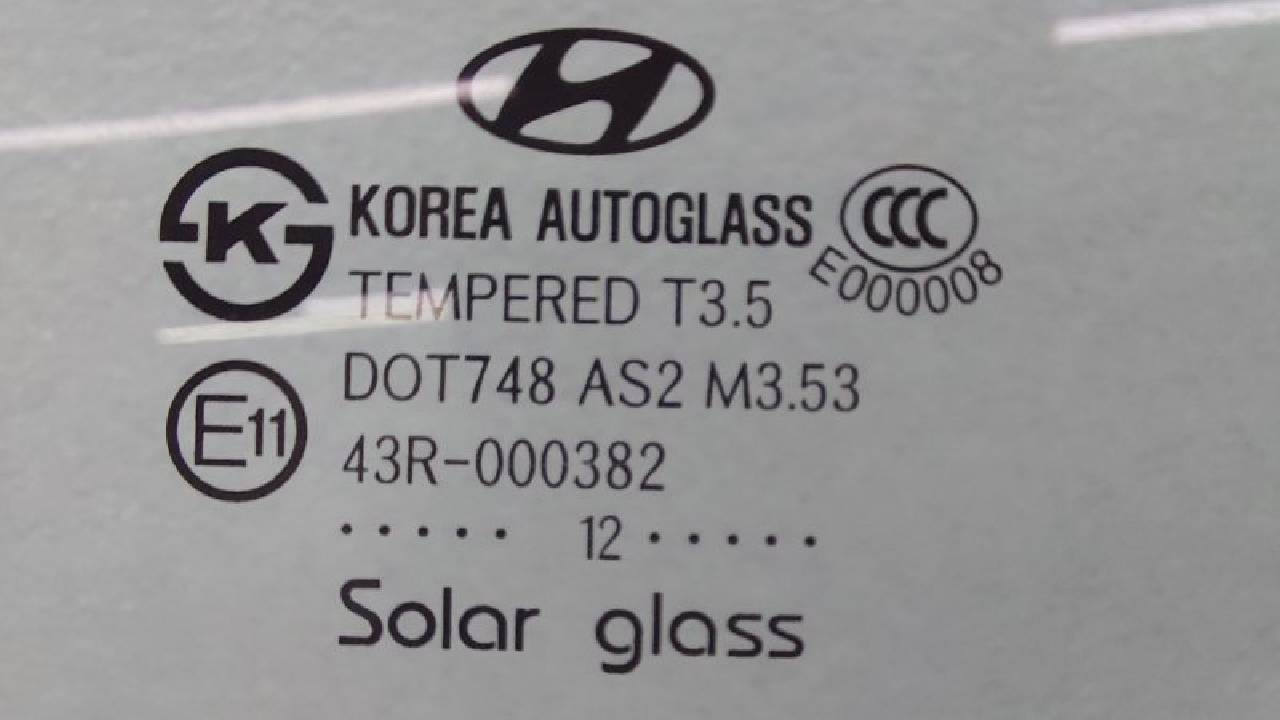 K KOREA AUTOGLASS CCC
E000008
TEMPERED T3.5
DOT748 AS2 M3.53
E11
43R-000382
..... 12 .....
Solar glass